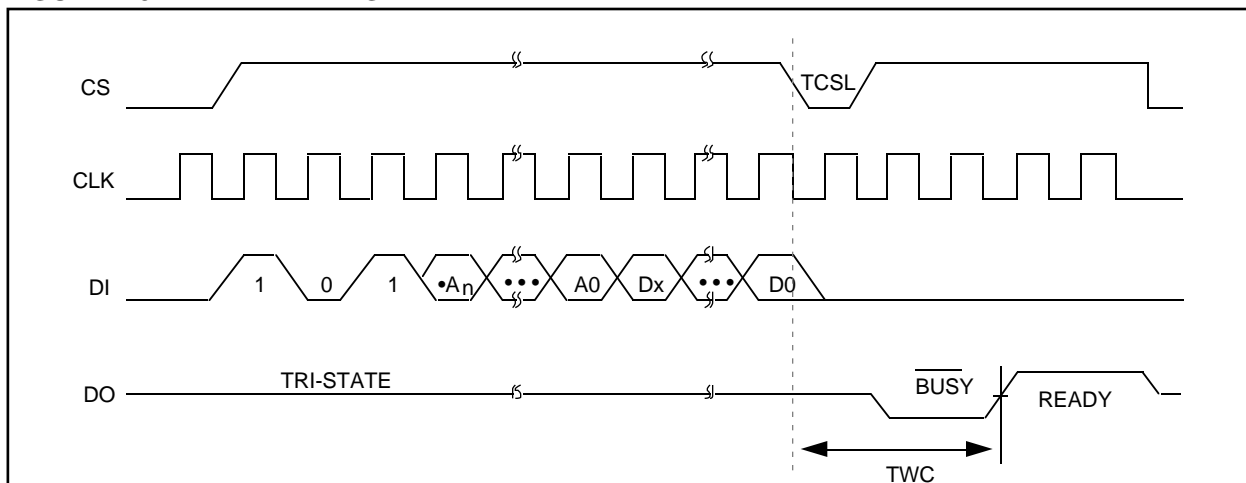 CS
TCSL
CLK
DI
1 0 1 •An ••• A0 Dx ••• D0
DO
TRI-STATE
BUSY
READY
TWC